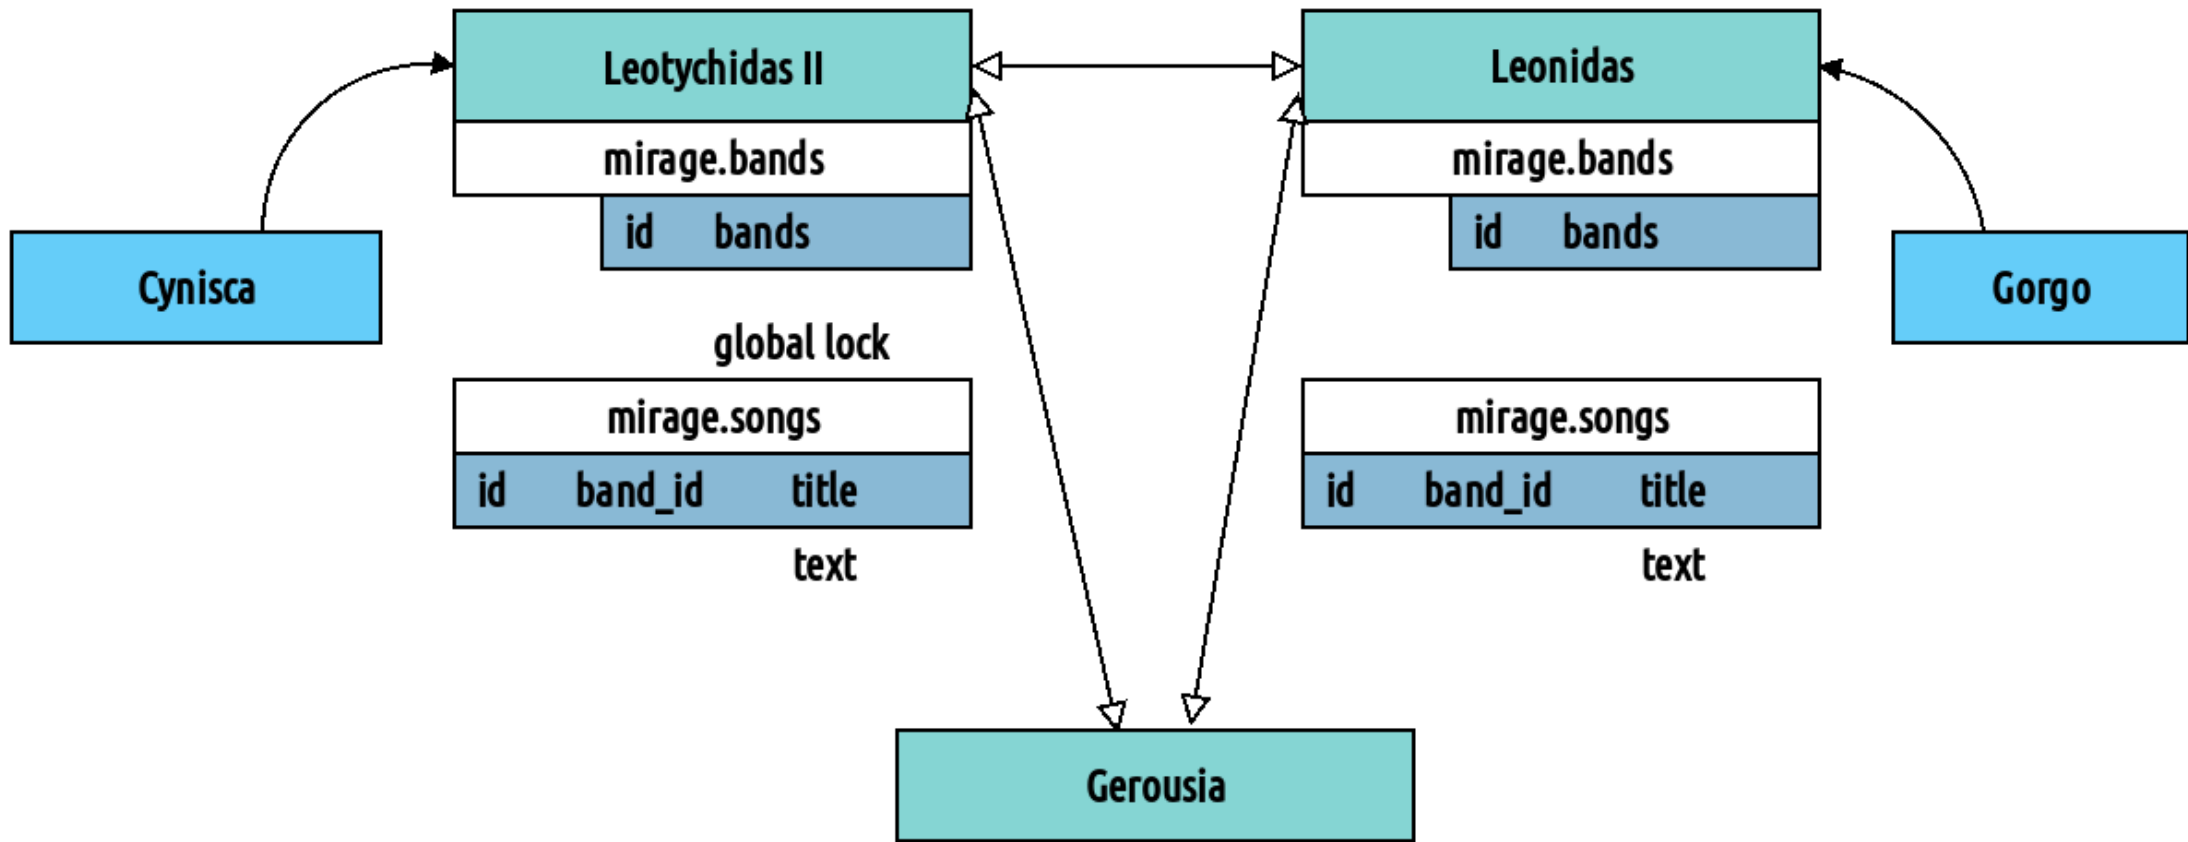 Leotychidas II
Leonidas
mirage.bands
mirage.bands
id bands
id bands
Cynisca
Gorgo
global lock
mirage.songs
mirage.songs
id band_id title
id band_id title
text
text
Gerousia